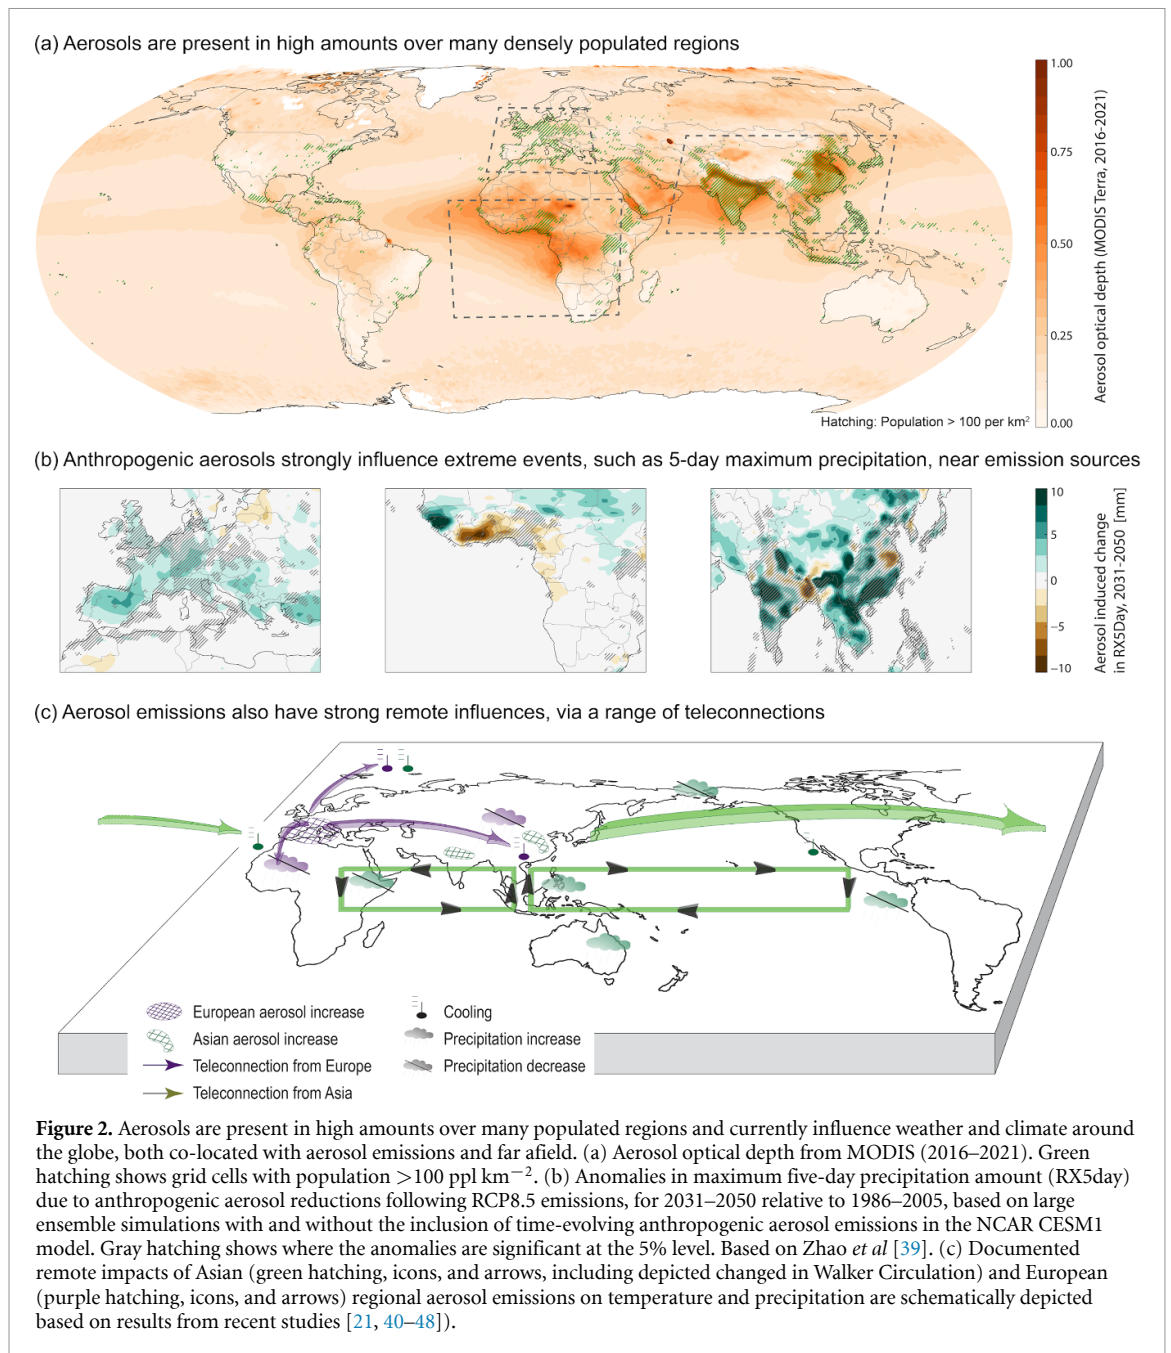 (a) Aerosols are present in high amounts over many densely populated regions
1.00
0.75
0.50
0.25
0.00
Aerosol optical depth (MODIS Terra, 2016-2021)
Hatching: Population > 100 per km²
(b) Anthropogenic aerosols strongly influence extreme events, such as 5-day maximum precipitation, near emission sources
10
5
0
−5
−10
Aerosol induced change
in RX5Day, 2031-2050 [mm]
(c) Aerosol emissions also have strong remote influences, via a range of teleconnections
European aerosol increase
Asian aerosol increase
Teleconnection from Europe
Teleconnection from Asia
Cooling
Precipitation increase
Precipitation decrease
Figure 2. Aerosols are present in high amounts over many populated regions and currently influence weather and climate around
the globe, both co-located with aerosol emissions and far afield. (a) Aerosol optical depth from MODIS (2016–2021). Green
hatching shows grid cells with population >100 ppl km⁻². (b) Anomalies in maximum five-day precipitation amount (RX5day)
due to anthropogenic aerosol reductions following RCP8.5 emissions, for 2031–2050 relative to 1986–2005, based on large
ensemble simulations with and without the inclusion of time-evolving anthropogenic aerosol emissions in the NCAR CESM1
model. Gray hatching shows where the anomalies are significant at the 5% level. Based on Zhao et al [39]. (c) Documented
remote impacts of Asian (green hatching, icons, and arrows, including depicted changed in Walker Circulation) and European
(purple hatching, icons, and arrows) regional aerosol emissions on temperature and precipitation are schematically depicted
based on results from recent studies [21, 40–48]).